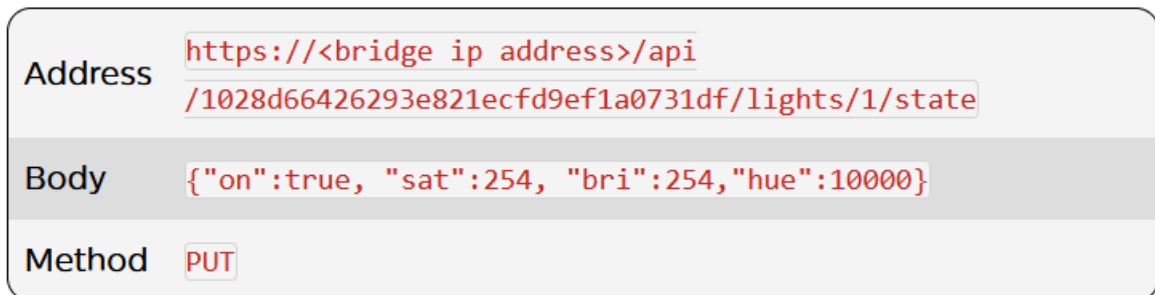 Address
https://<bridge ip address>/api
/1028d66426293e821ecfd9ef1a0731df/lights/1/state
Body
{"on":true, "sat":254, "bri":254,"hue":10000}
Method
PUT